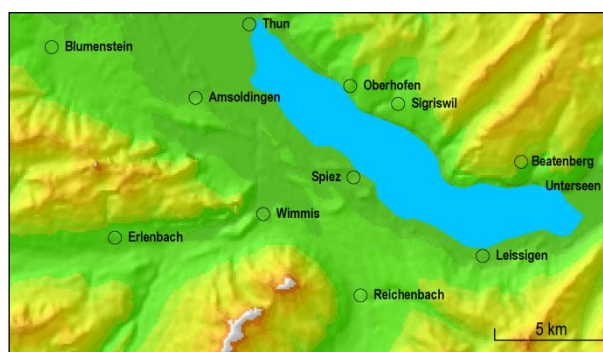 Thun
Blumenstein
Oberhofen
Amsoldingen
Sigriswil
Beatenberg
Spiez
Unterseen
Wimmis
Erlenbach
Leissigen
Reichenbach
5 km